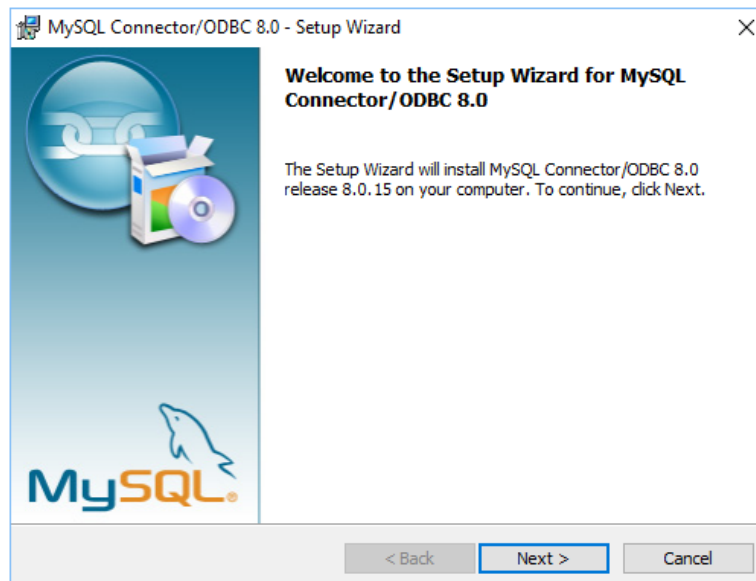 MySQL Connector/ODBC 8.0 - Setup Wizard
Welcome to the Setup Wizard for MySQL
Connector/ODBC 8.0
The Setup Wizard will install MySQL Connector/ODBC 8.0
release 8.0.15 on your computer. To continue, click Next.
MySQL®
< Back Next > Cancel